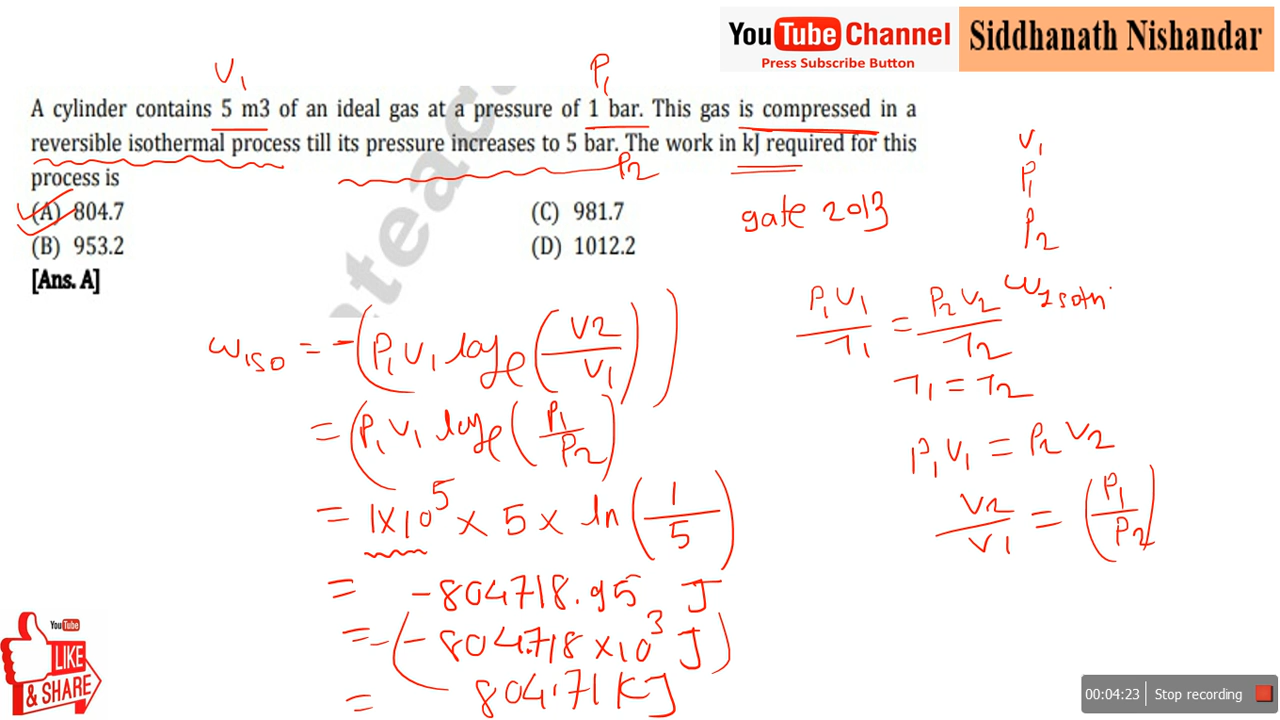 YouTube Channel
Press Subscribe Button
Siddhanath Nishandar
V1
P1
A cylinder contains 5 m3 of an ideal gas at a pressure of 1 bar. This gas is compressed in a
reversible isothermal process till its pressure increases to 5 bar. The work in kJ required for this
P2
process is
(A) 804.7
(C) 981.7
(B) 953.2
(D) 1012.2
[Ans. A]
gate 2013
V1
P1
P2
W Isoth
P1V1/T1 = P2V2/T2
T1 = T2
P1V1 = P2V2
V2/V1 = (P1/P2)
Wiso = -(P1V1 loge(V2/V1))
= (P1V1 loge(P1/P2)
= 1×10^5 × 5 × ln(1/5)
= -804718.95 J
= -(-804.718×10^3 J)
= 804.71 KJ
YouTube
LIKE
& SHARE
00:04:23 Stop recording